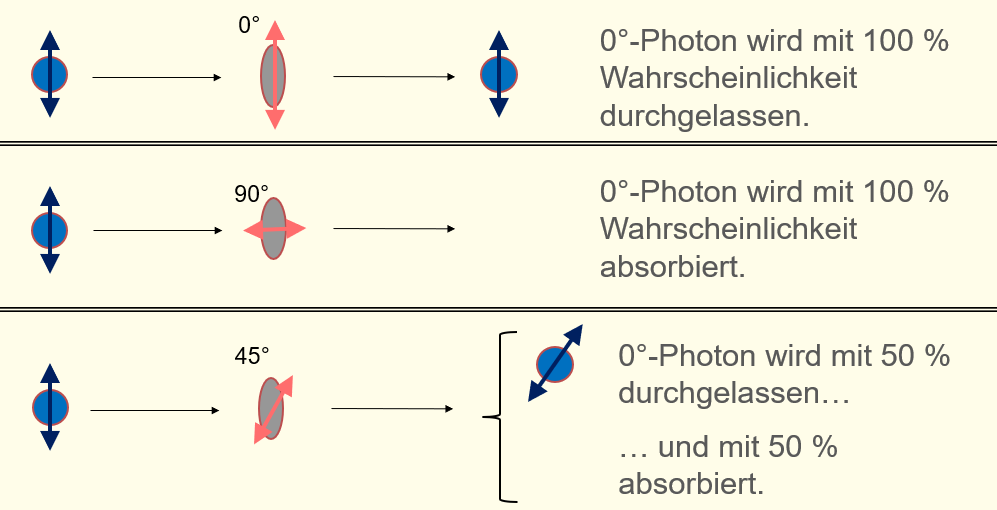 0°
0°-Photon wird mit 100 %
Wahrscheinlichkeit
durchgelassen.
90°
0°-Photon wird mit 100 %
Wahrscheinlichkeit
absorbiert.
45°
0°-Photon wird mit 50 %
durchgelassen…
… und mit 50 %
absorbiert.